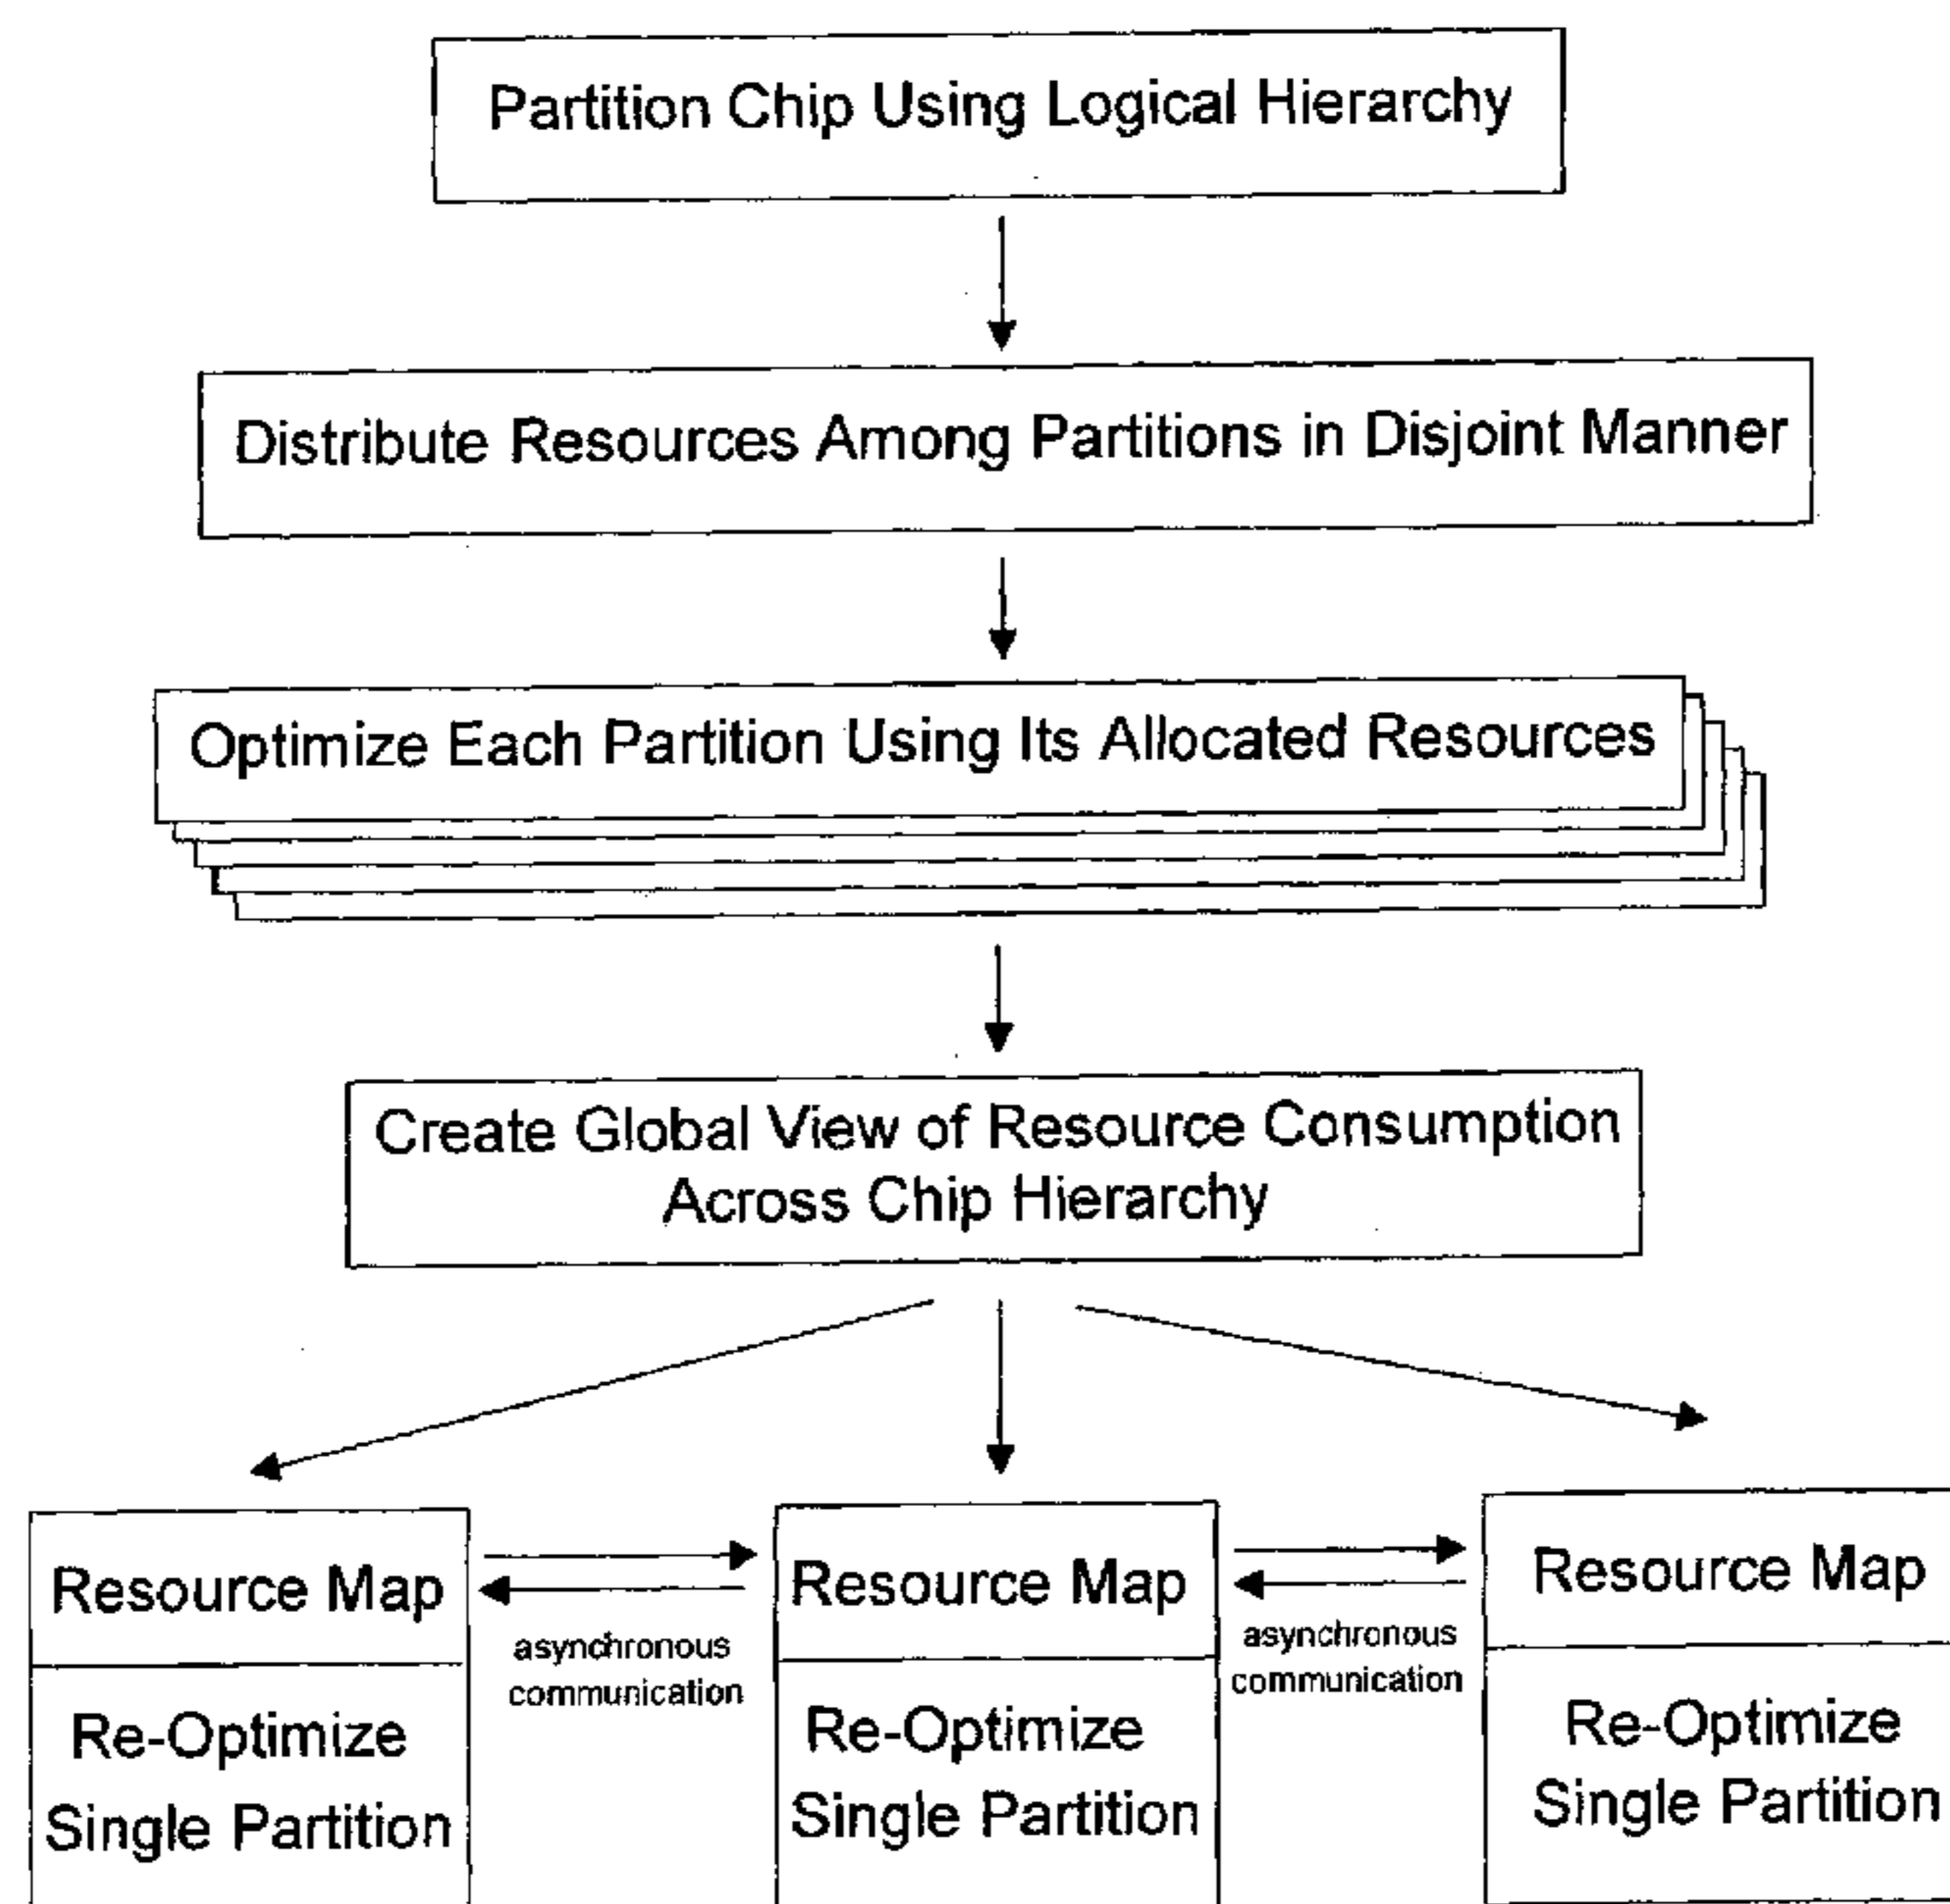 Partition Chip Using Logical Hierarchy
Distribute Resources Among Partitions in Disjoint Manner
Optimize Each Partition Using Its Allocated Resources
Create Global View of Resource Consumption
Across Chip Hierarchy
Resource Map
Re-Optimize
Single Partition
asynchronous
communication
Resource Map
Re-Optimize
Single Partition
asynchronous
communication
Resource Map
Re-Optimize
Single Partition